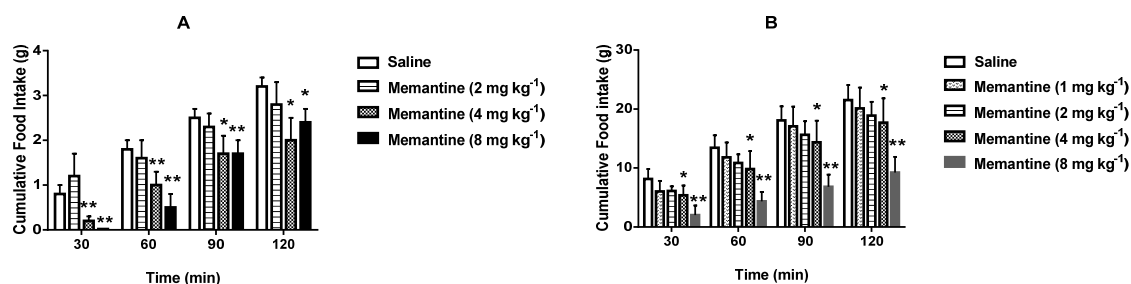 A
Cumulative Food Intake (g)
4
3
2
1
0
** ** ** ** * ** * *
30 60 90 120
Time (min)
Saline
Memantine (2 mg kg-1)
Memantine (4 mg kg-1)
Memantine (8 mg kg-1)
B
Cumulative Food intake (g)
30
20
10
0
* ** * ** * ** * **
30 60 90 120
Time (min)
Saline
Memantine (1 mg kg-1)
Memantine (2 mg kg-1)
Memantine (4 mg kg-1)
Memantine (8 mg kg-1)